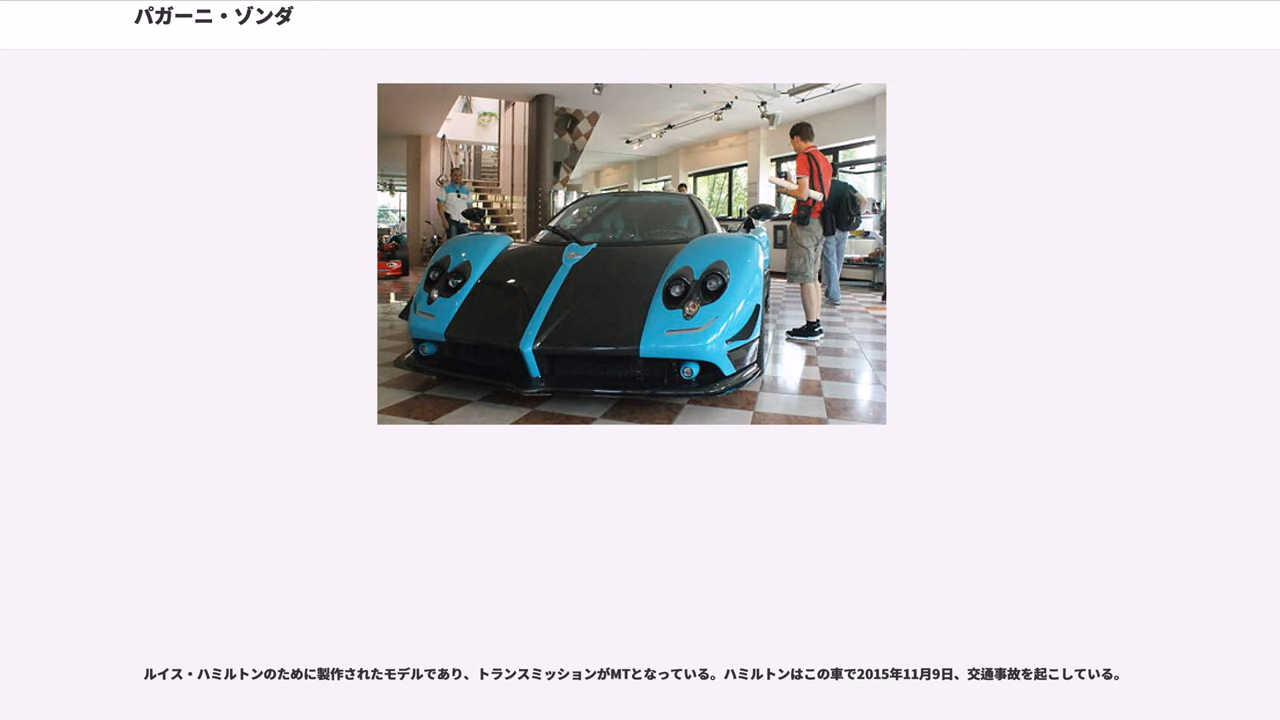 パガーニ・ゾンダ
ルイス・ハミルトンのために製作されたモデルであり、トランスミッションがMTとなっている。ハミルトンはこの車で2015年11月9日、交通事故を起こしている。